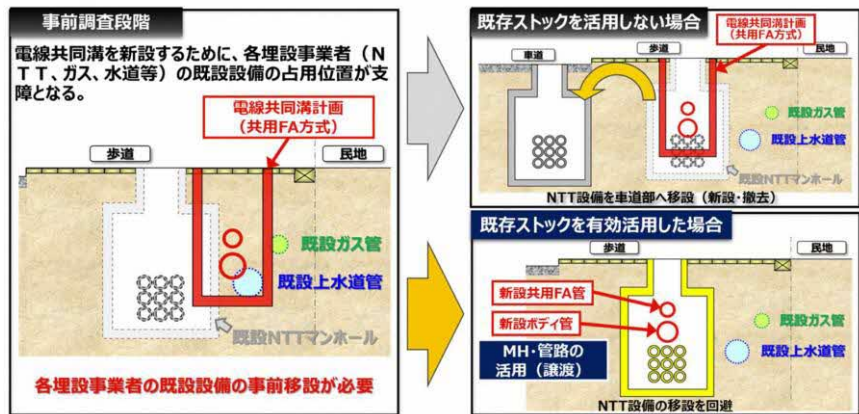 事前調査段階
電線共同溝を新設するために、各埋設事業者（N
TT、ガス、水道等）の既設設備の占用位置が支
障となる。
電線共同溝計画
（共用FA方式）
歩道
民地
既設ガス管
既設上水道管
既設NTTマンホール
各埋設事業者の既設設備の事前移設が必要
既存ストックを活用しない場合
電線共同溝計画
（共用FA方式）
車道
歩道
民地
既設ガス管
既設上水道管
既設NTTマンホール
NTT設備を車道部へ移設（新設・撤去）
既存ストックを有効活用した場合
歩道
民地
新設共用FA管
新設ボディ管
既設ガス管
既設上水道管
MH・管路の
活用（譲渡）
NTT設備の移設を回避